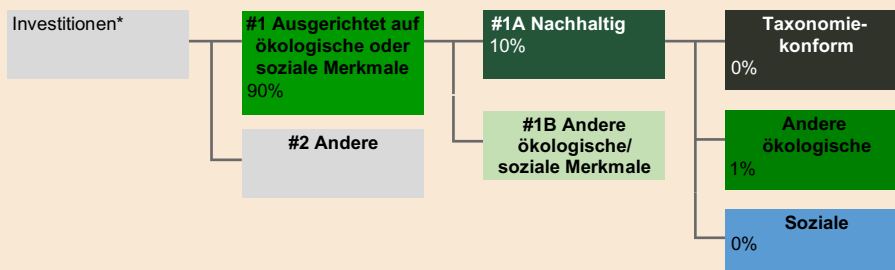 Investitionen*
#1 Ausgerichtet auf
ökologische oder
soziale Merkmale
90%
#2 Andere
#1A Nachhaltig
10%
#1B Andere
ökologische/
soziale Merkmale
Taxonomie-
konform
0%
Andere
ökologische
1%
Soziale
0%